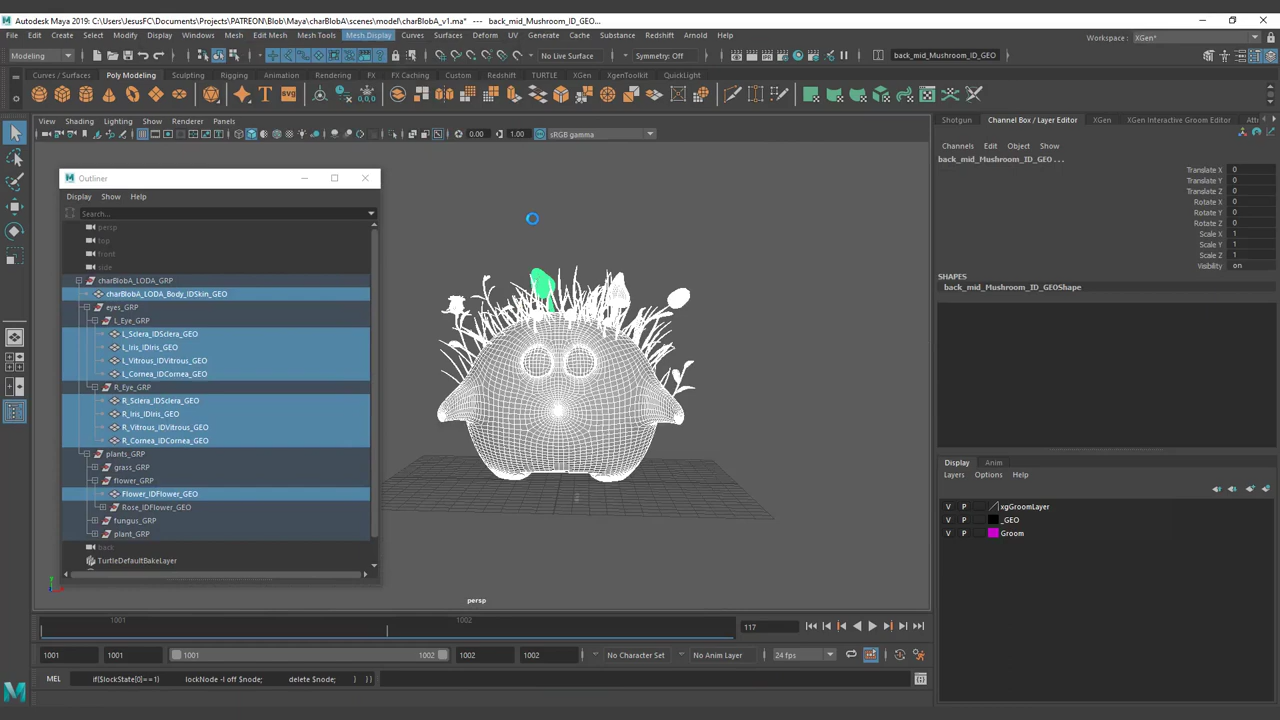 Autodesk Maya 2019: C:\Users\JesusFC\Documents\Projects\PATREON\Blob\Maya\charBlobA\scenes\model\charBlobA_v1.ma* --- back_mid_Mushroom_ID_GEO...
File Edit Create Select Modify Display Windows Mesh Edit Mesh Mesh Tools Mesh Display Curves Surfaces Deform UV Generate Cache Substance Redshift Arnold Help
Workspace : XGen*
Modeling No Live Surface Symmetry: Off back_mid_Mushroom_ID_GEO
Curves / Surfaces Poly Modeling Sculpting Rigging Animation Rendering FX FX Caching Custom Redshift TURTLE XGen XgenToolkit QuickLight
View Shading Lighting Show Renderer Panels
0.00 1.00 sRGB gamma
Outliner
Display Show Help
Search...
persp
top
front
side
charBlobA_LODA_GRP
charBlobA_LODA_Body_IDSkin_GEO
eyes_GRP
L_Eye_GRP
L_Sclera_IDSclera_GEO
L_Iris_IDIris_GEO
L_Vitrous_IDVitrous_GEO
L_Cornea_IDCornea_GEO
R_Eye_GRP
R_Sclera_IDSclera_GEO
R_Iris_IDIris_GEO
R_Vitrous_IDVitrous_GEO
R_Cornea_IDCornea_GEO
plants_GRP
grass_GRP
flower_GRP
Flower_IDFlower_GEO
Rose_IDFlower_GEO
fungus_GRP
plant_GRP
back
TurtleDefaultBakeLayer
persp
Shotgun Channel Box / Layer Editor XGen XGen Interactive Groom Editor
Channels Edit Object Show
back_mid_Mushroom_ID_GEO ...
Translate X 0
Translate Y 0
Translate Z 0
Rotate X 0
Rotate Y 0
Rotate Z 0
Scale X 1
Scale Y 1
Scale Z 1
Visibility on
SHAPES
back_mid_Mushroom_ID_GEOShape
Display Anim
Layers Options Help
V P xgGroomLayer
V P _GEO
V P Groom
1001 1002 117
1001 1001 1001 1002 1002 1002 No Character Set No Anim Layer 24 fps
MEL if($lockState[0]==1) lockNode -l off $node; delete $node; } }}